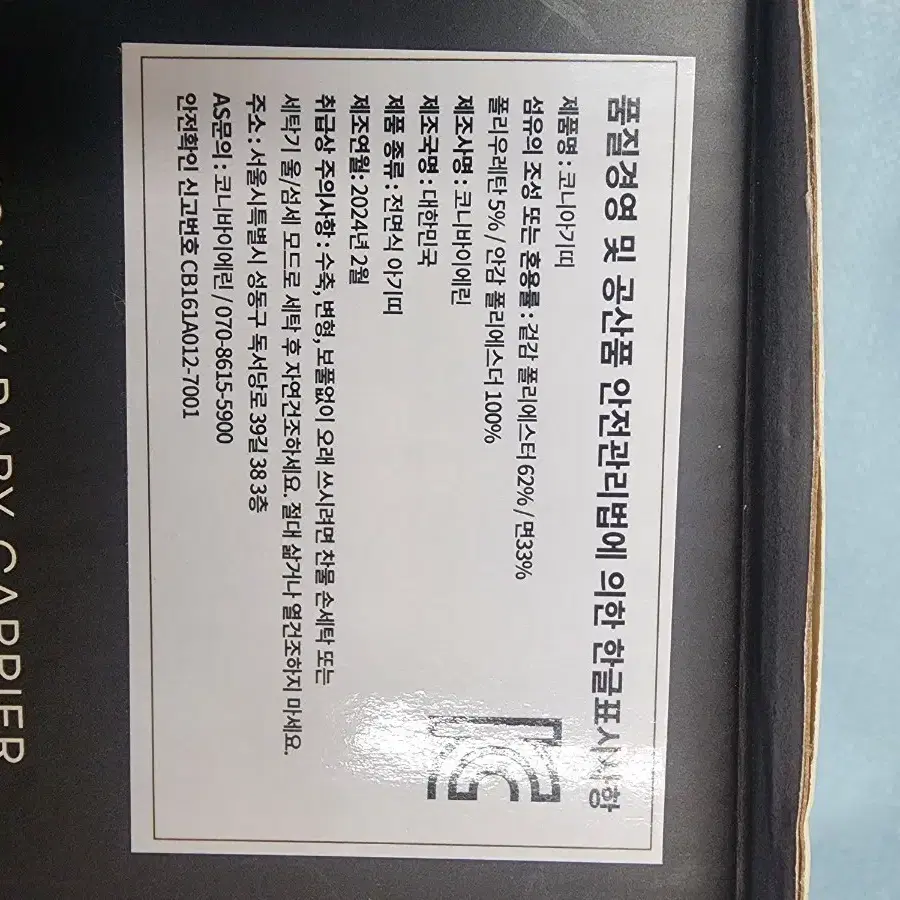 품질경영 및 공산품 안전관리법에 의한 한글표시사항
제품명 : 코니아기띠
섬유의 조성 또는 혼용률 : 겉감 폴리에스터 62% / 면33%
폴리우레탄 5% / 안감 폴리에스터 100%
제조사명 : 코니바이에린
제조국명 : 대한민국
제품 종류 : 전면식 아기띠
제조연월: 2024년 2월
취급상 주의사항 : 수축, 변형, 보풀없이 오래 쓰시려면 찬물 손세탁 또는
세탁기 울/섬세 모드로 세탁 후 자연건조하세요. 절대 삶거나 열건조하지 마세요.
주소 : 서울시특별시 성동구 독서당로 39길 38 3층
AS문의 : 코니바이에린 / 070-8615-5900
안전확인 신고번호 CB161A012-7001
KC
KONNY BABY CARRIER